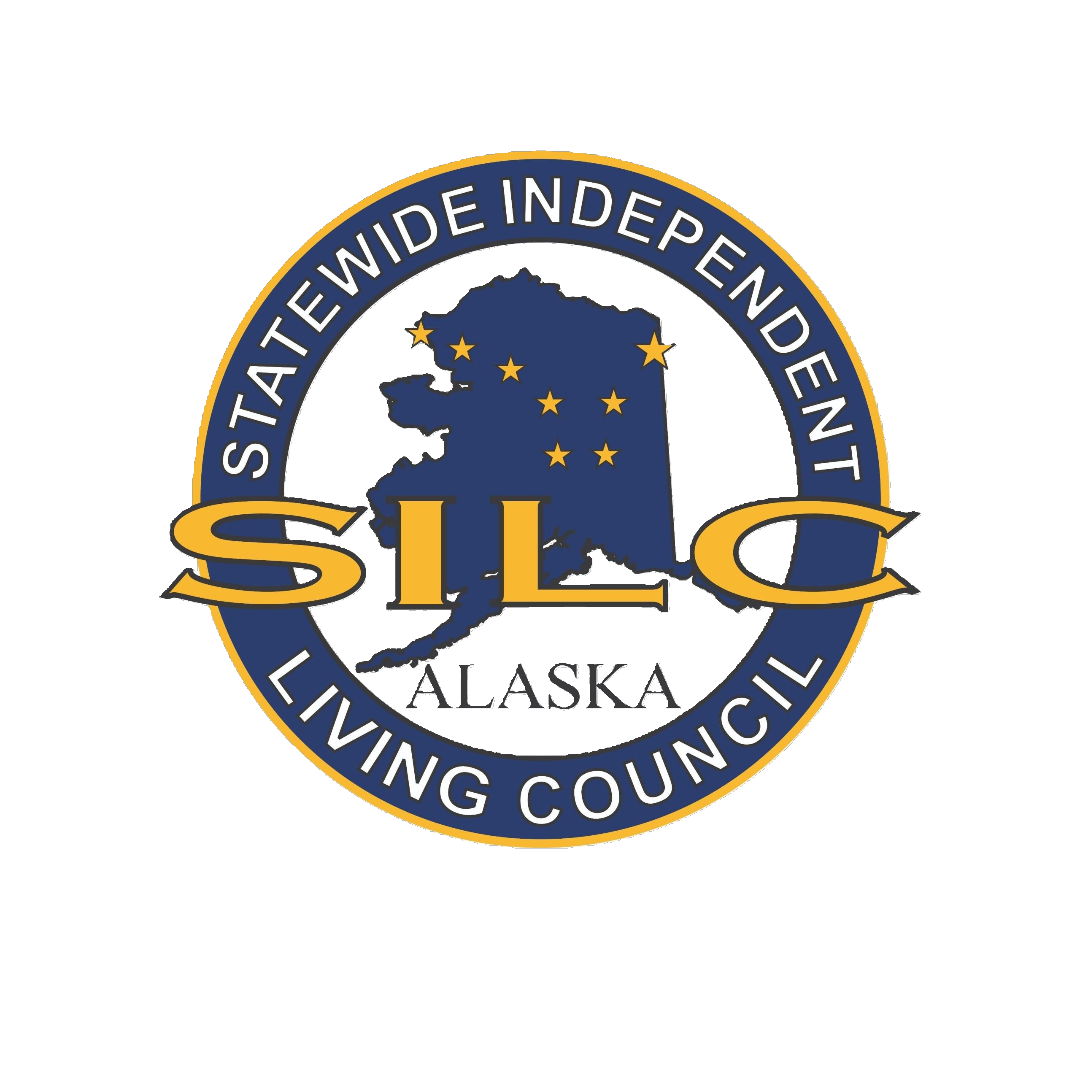 STATEWIDE INDEPENDENT
SILC
ALASKA
LIVING COUNCIL